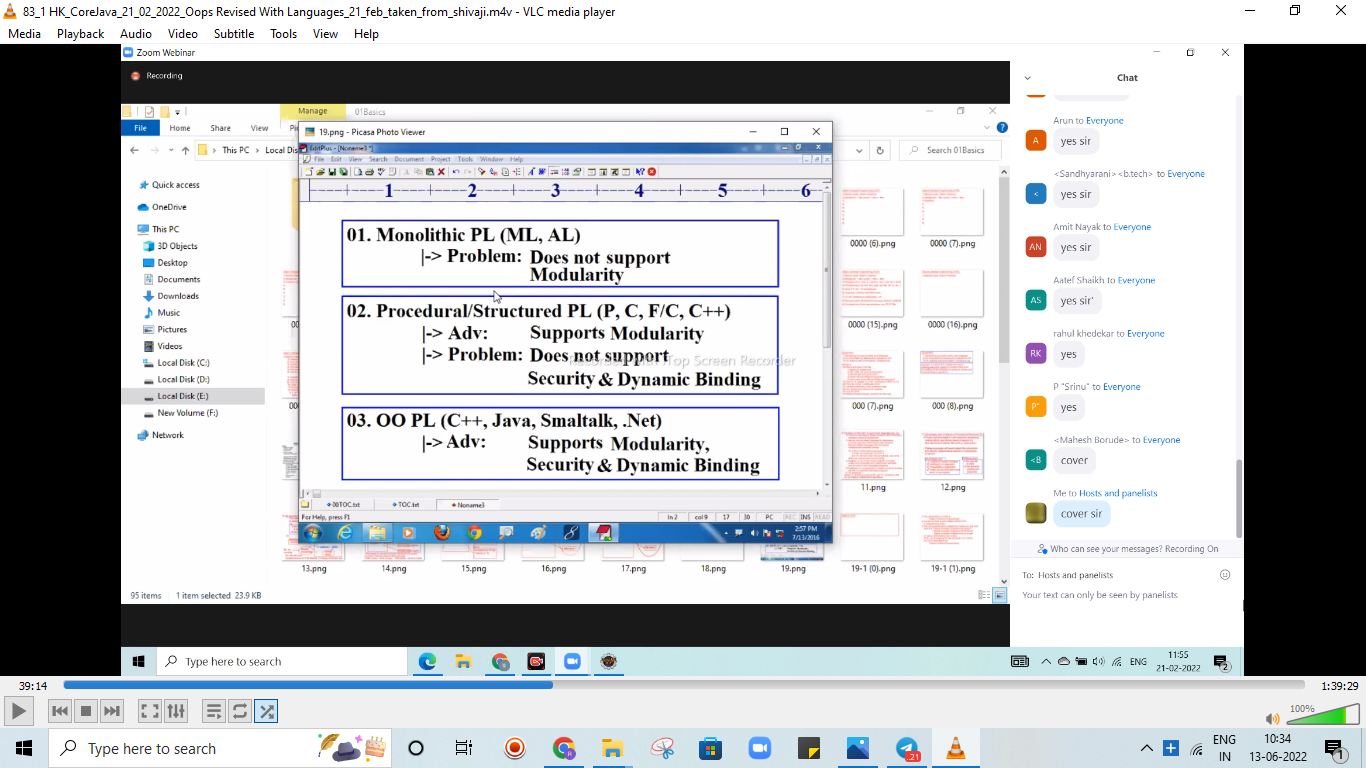 83_1 HK_CoreJava_21_02_2022_Oops Revised With Languages_21_feb_taken_from_shivaji.m4v - VLC media player
Media Playback Audio Video Subtitle Tools View Help
Zoom Webinar
Recording
Manage 01Basics
File Home Share View
This PC > Local Dis
Search 01Basics
Quick access
OneDrive
This PC
3D Objects
Desktop
Documents
Downloads
Music
Pictures
Videos
Local Disk (C:)
Local Disk (D:)
Local Disk (E:)
New Volume (F:)
Network
95 items 1 item selected 23.9 KB
19.png - Picasa Photo Viewer
EditPlus - [Noname3 *]
File Edit View Search Document Project Tools Window Help
1 2 3 4 5 6
01. Monolithic PL (ML, AL)
|-> Problem: Does not support
Modularity
02. Procedural/Structured PL (P, C, F/C, C++)
|-> Adv: Supports Modularity
|-> Problem: Does not support
Security & Dynamic Binding
03. OO PL (C++, Java, Smaltalk, .Net)
|-> Adv: Supports Modularity,
Security & Dynamic Binding
Top Screen Recorder
00TOC.txt TOC.txt Noname3
For Help, press F1 ln 2 col 9 17 30 PC REC INS READ
2:57 PM
7/13/2016
0000 (6).png 0000 (7).png
000 (15).png 0000 (16).png
000 (7).png 000 (8).png
11.png 12.png
13.png 14.png 15.png 16.png 17.png 18.png 19.png 19-1 (0).png 19-1 (1).png
Chat
Arun to Everyone
A yes sir
<Sandhyarani><b.tech> to Everyone
< yes sir
Amit Nayak to Everyone
AN yes sir
Aatef Shaikh to Everyone
AS yes sir'
rahul khedekar to Everyone
RK yes
P "Srinu" to Everyone
P" yes
<Mahesh Borude> to Everyone
<B cover
Me to Hosts and panelists
cover sir
Who can see your messages? Recording On
To: Hosts and panelists
Your text can only be seen by panelists
Type here to search
ENG
11:55
21-02-2022
2
39:14
1:39:29
100%
Type here to search
21
ENG
IN
10:34
13-06-2022
1